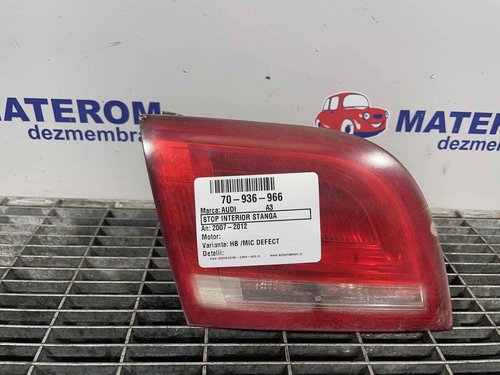 MATEROM
dezmembra
MATEROM
dezmembrari.
70-936-966
Marca: AUDI A3
STOP INTERIOR STANGA
An: 2007-2012
Motor:
Varianta: HB /MIC DEFECT
Detalii: